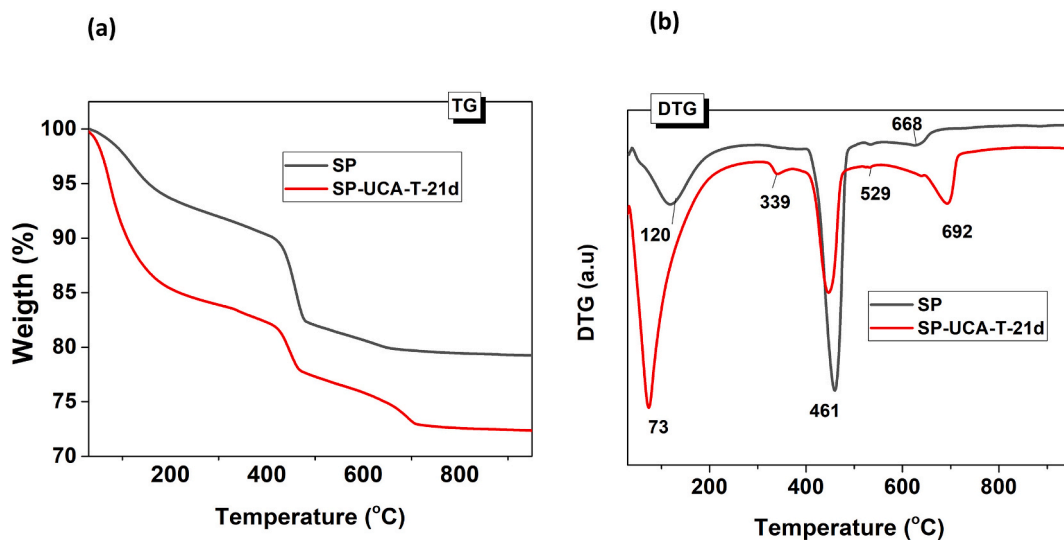 (a)
TG
100
95
90
85
80
75
70
SP
SP-UCA-T-21d
Weigth (%)
200
400
600
800
Temperature (°C)
(b)
DTG
668
339
529
120
692
SP
SP-UCA-T-21d
73
461
DTG (a.u)
200
400
600
800
Temperature (°C)